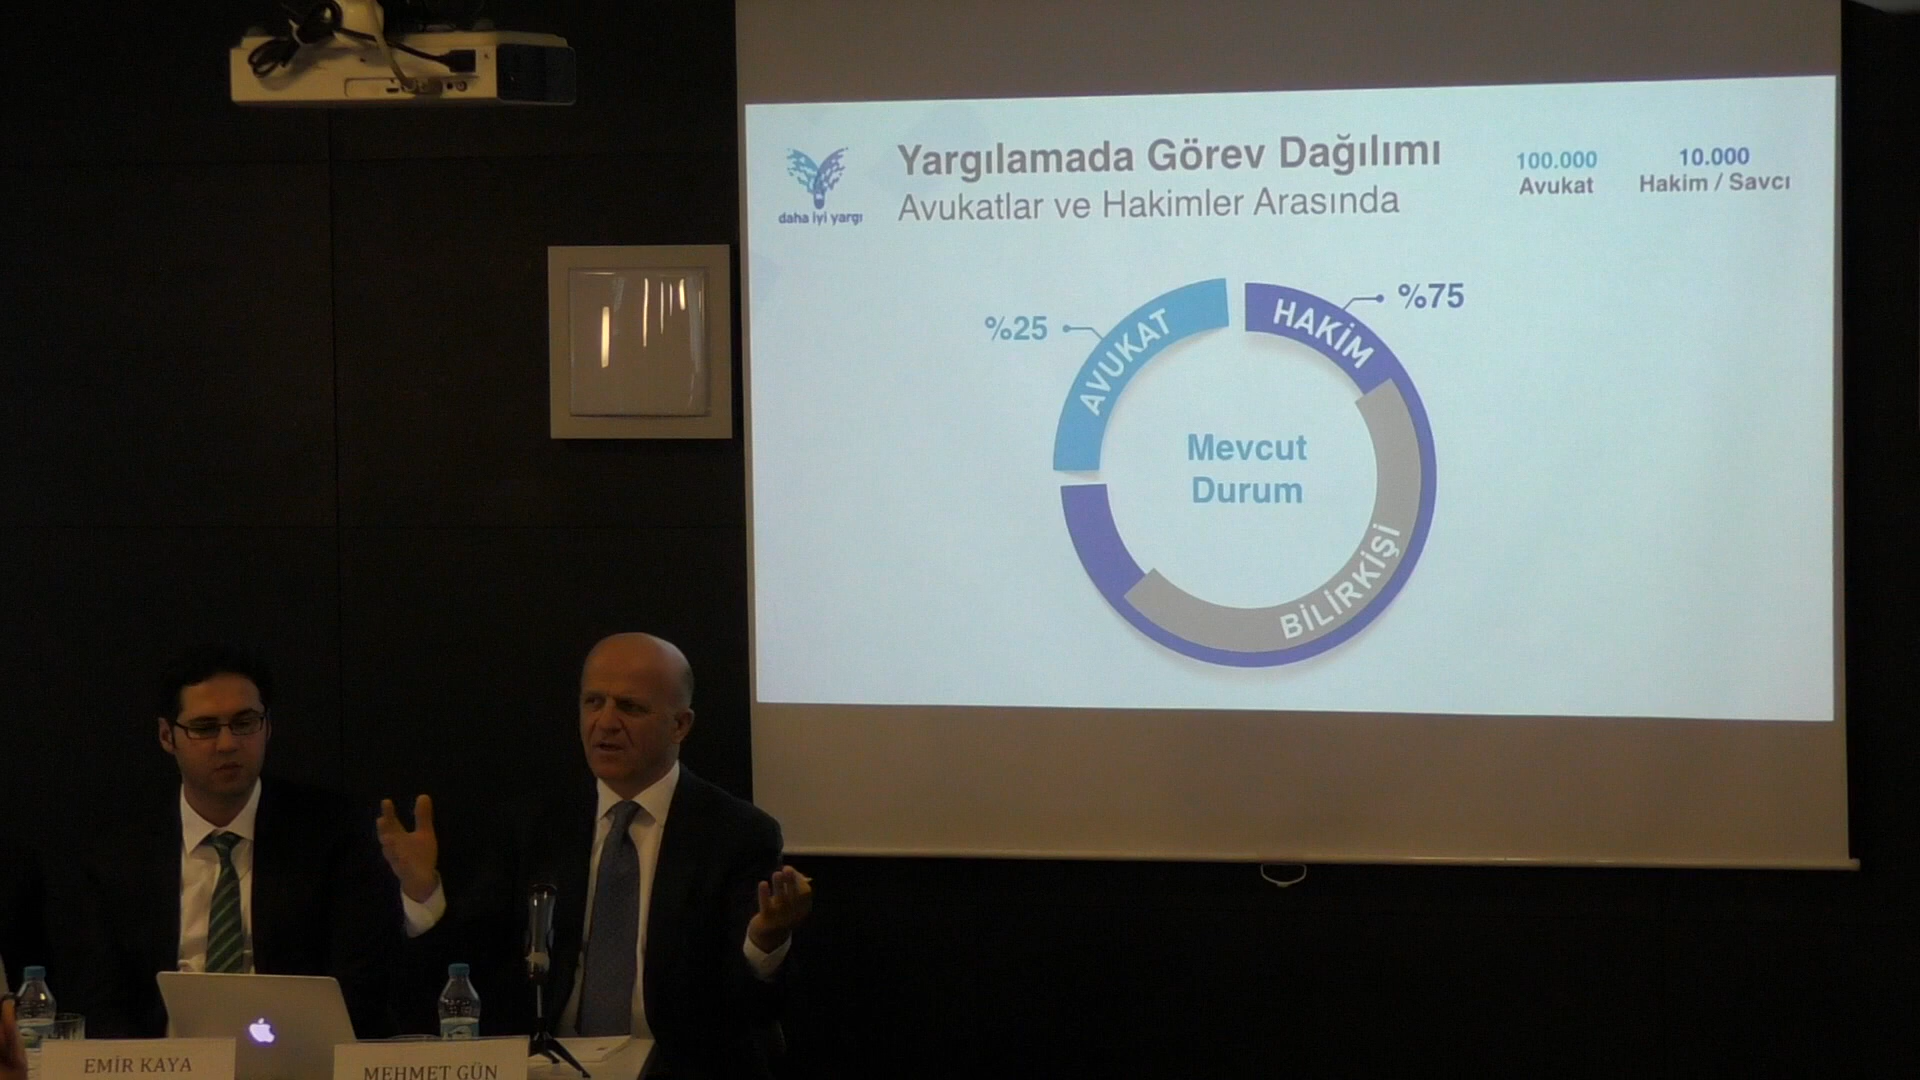 daha iyi yargı
Yargılamada Görev Dağılımı
Avukatlar ve Hakimler Arasında
100.000
Avukat
10.000
Hakim / Savcı
%25
AVUKAT
HAKİM
%75
Mevcut
Durum
BİLİRKİŞİ
EMİR KAYA
MEHMET GÜN